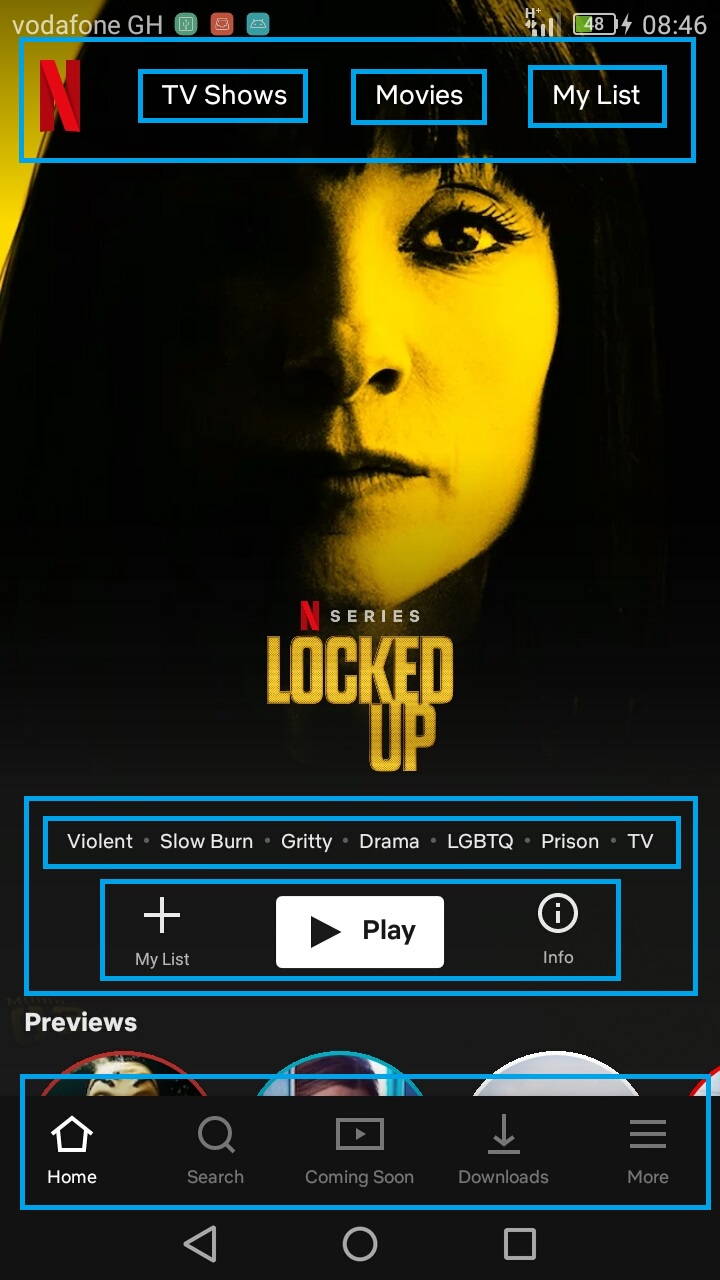 vodafone GH H+ 48 08:46
N TV Shows Movies My List
N SERIES
LOCKED
UP
Violent • Slow Burn • Gritty • Drama • LGBTQ • Prison • TV
My List Play Info
Previews
Home Search Coming Soon Downloads More